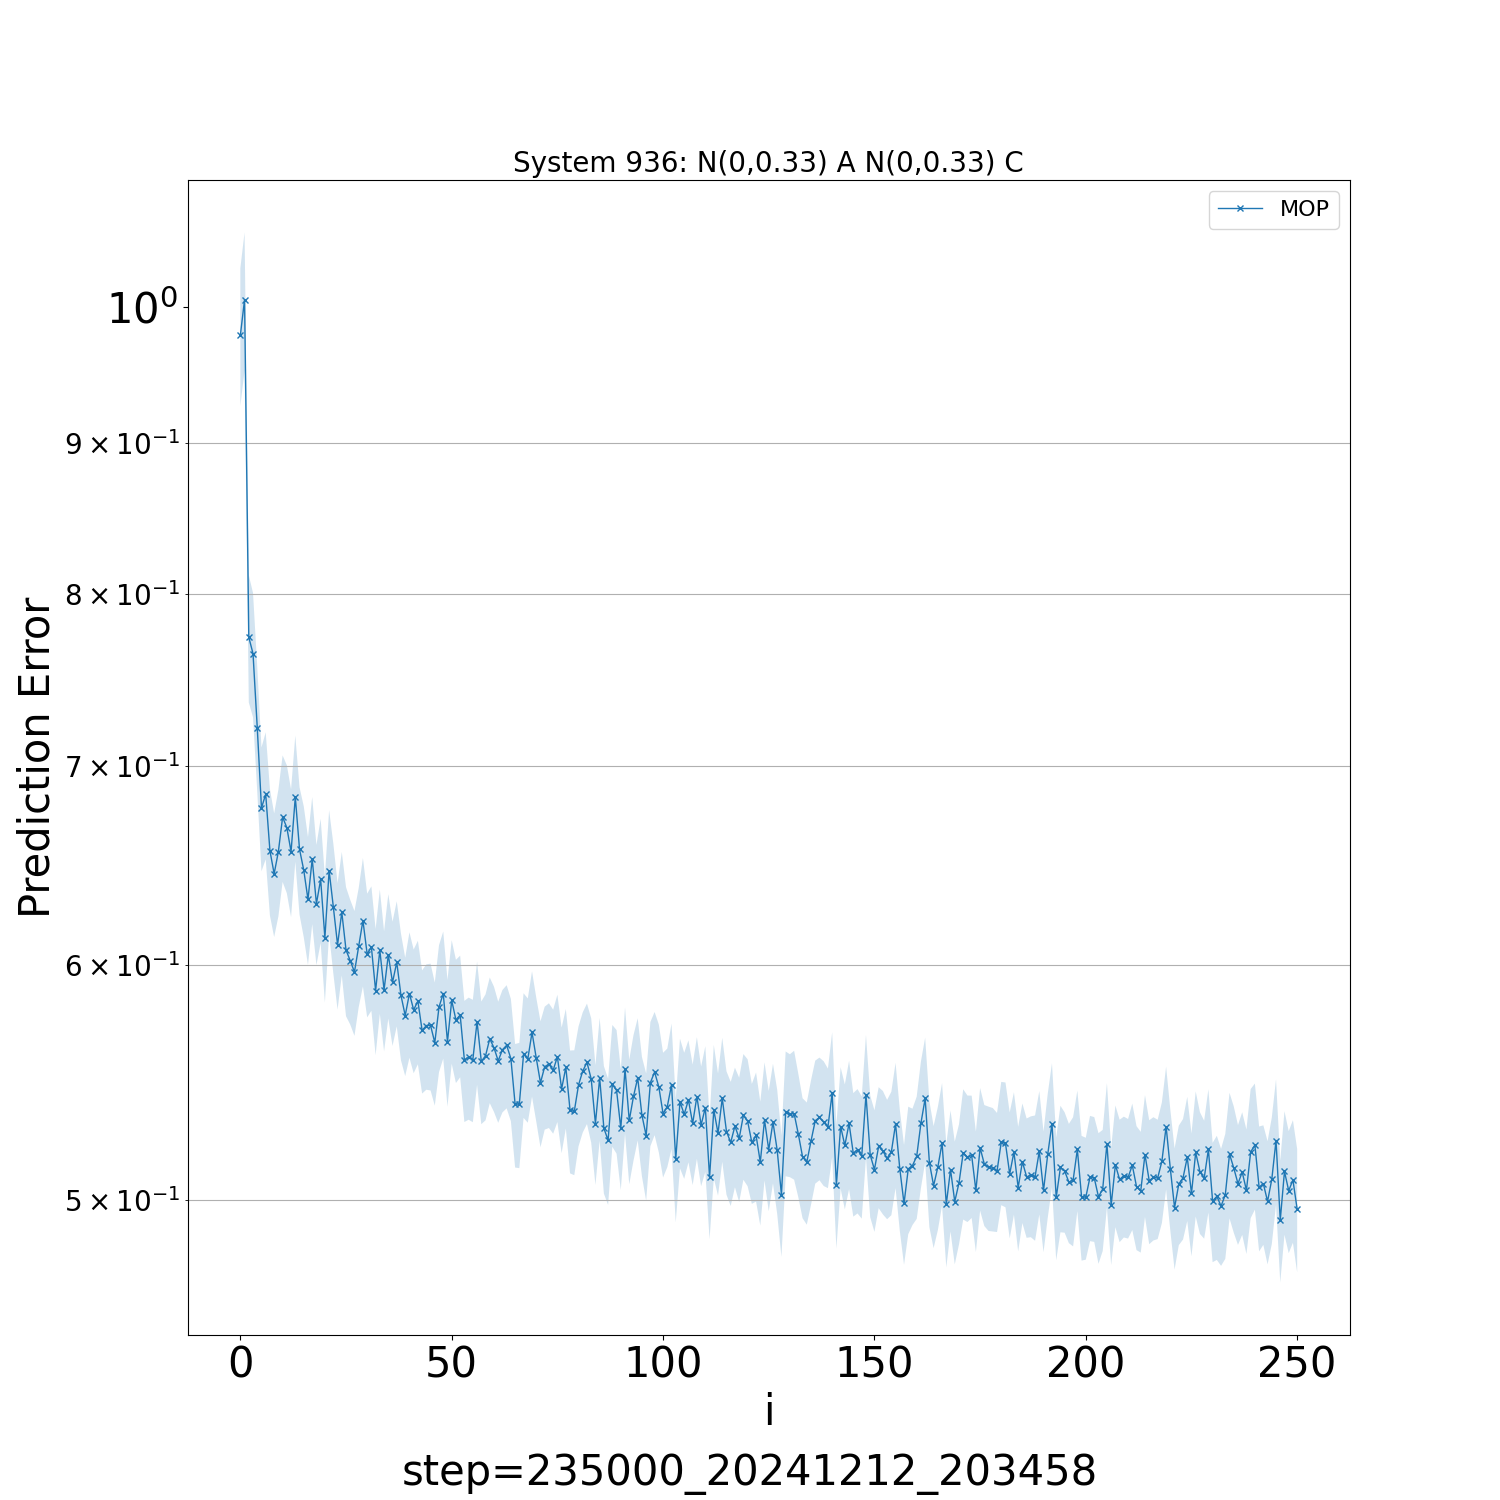 System 936: N(0,0.33) A N(0,0.33) C
MOP
10⁰
9 × 10⁻¹
8 × 10⁻¹
7 × 10⁻¹
6 × 10⁻¹
5 × 10⁻¹
Prediction Error
0 50 100 150 200 250
i
step=235000_20241212_203458